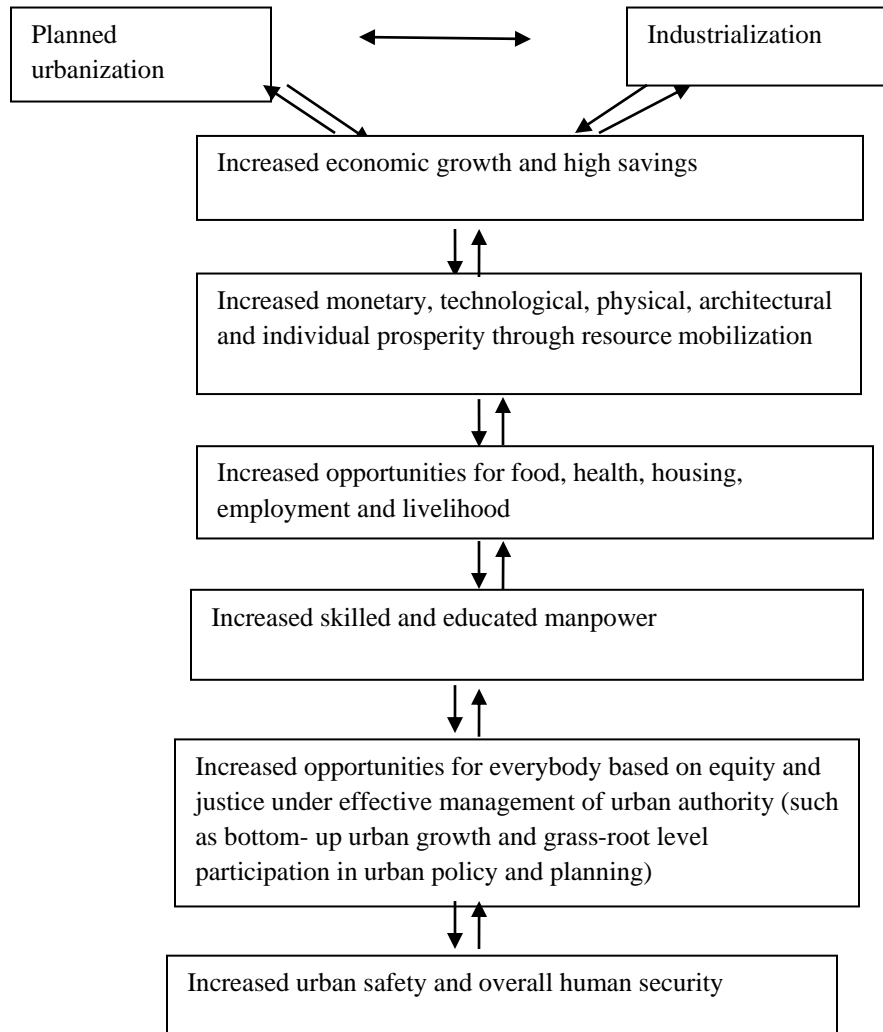 Planned
urbanization
Industrialization
Increased economic growth and high savings
Increased monetary, technological, physical, architectural
and individual prosperity through resource mobilization
Increased opportunities for food, health, housing,
employment and livelihood
Increased skilled and educated manpower
Increased opportunities for everybody based on equity and
justice under effective management of urban authority (such
as bottom- up urban growth and grass-root level
participation in urban policy and planning)
Increased urban safety and overall human security